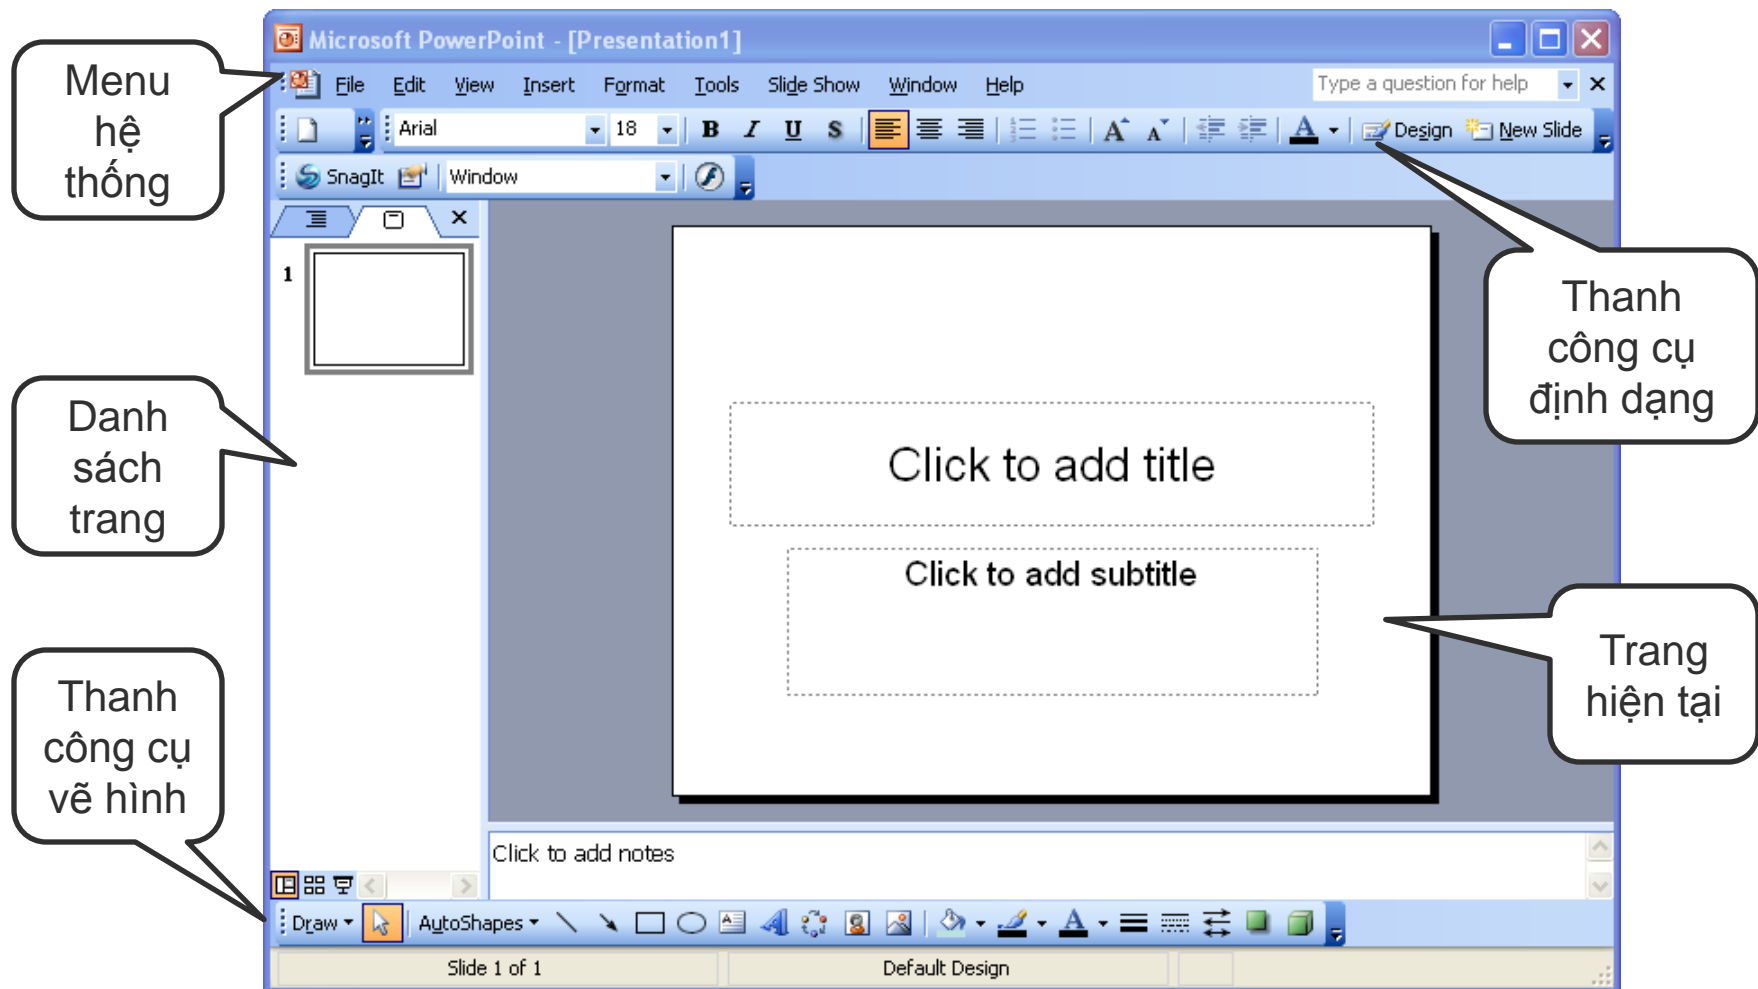 Microsoft PowerPoint - [Presentation1]
File Edit View Insert Format Tools Slide Show Window Help Type a question for help
Arial 18 B I U S A A A Design New Slide
SnagIt Window
1
Click to add title
Click to add subtitle
Click to add notes
Draw AutoShapes A A
Slide 1 of 1 Default Design
Menu
hệ
thống
Danh
sách
trang
Thanh
công cụ
vẽ hình
Thanh
công cụ
định dạng
Trang
hiện tại